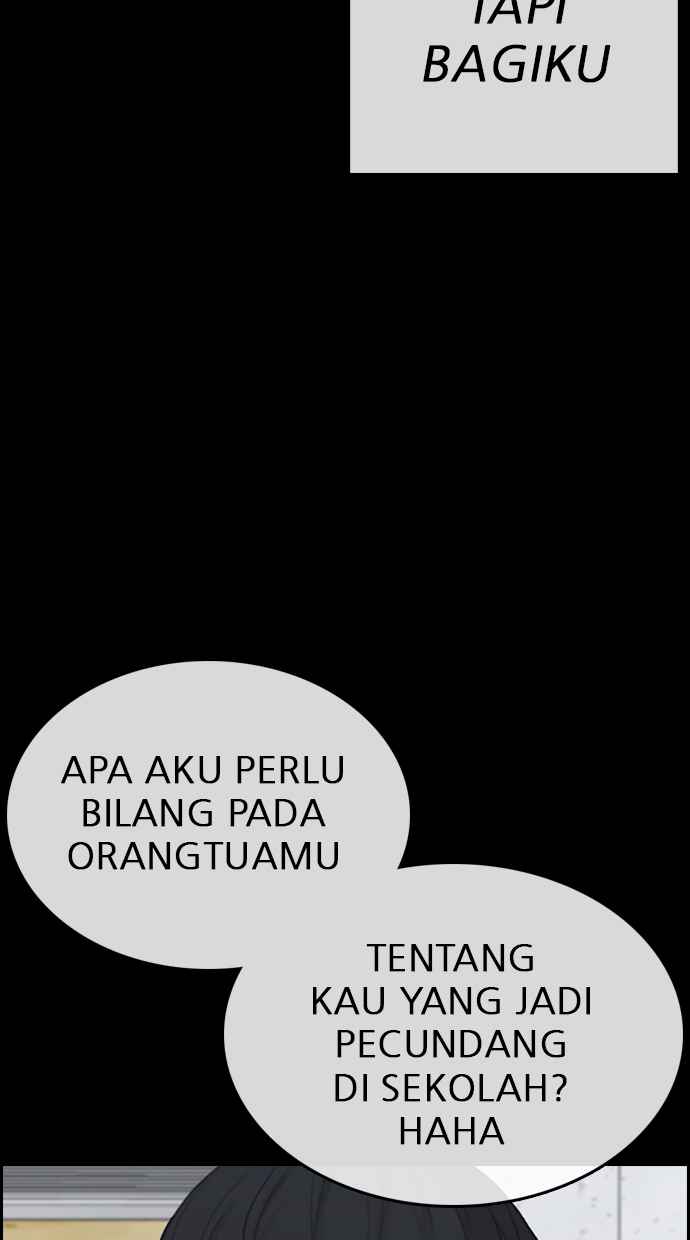 TAPI
BAGIKU
APA AKU PERLU
BILANG PADA
ORANGTUAMU
TENTANG
KAU YANG JADI
PECUNDANG
DI SEKOLAH?
HAHA